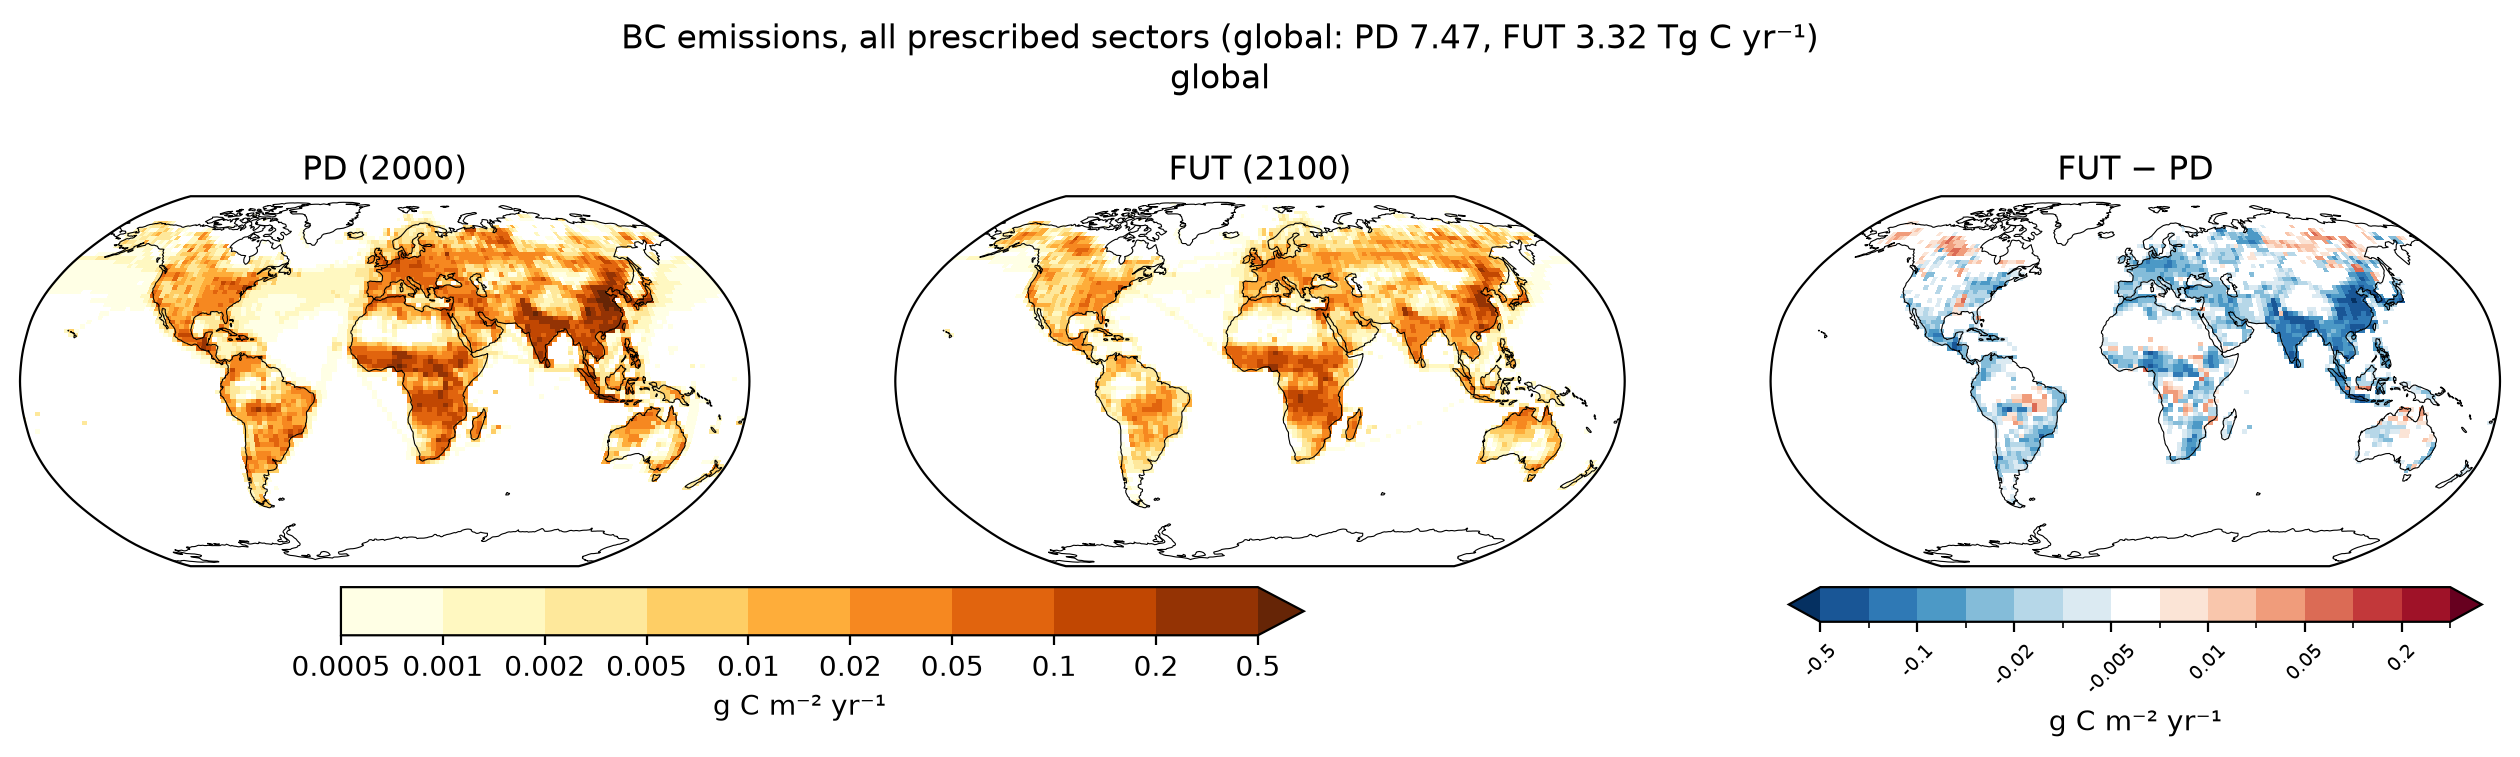 BC emissions, all prescribed sectors (global: PD 7.47, FUT 3.32 Tg C yr⁻¹)
global
PD (2000)
FUT (2100)
FUT − PD
0.0005 0.001 0.002 0.005 0.01 0.02 0.05 0.1 0.2 0.5
g C m⁻² yr⁻¹
-0.5 -0.1 -0.02 -0.005 0.01 0.05 0.2
g C m⁻² yr⁻¹